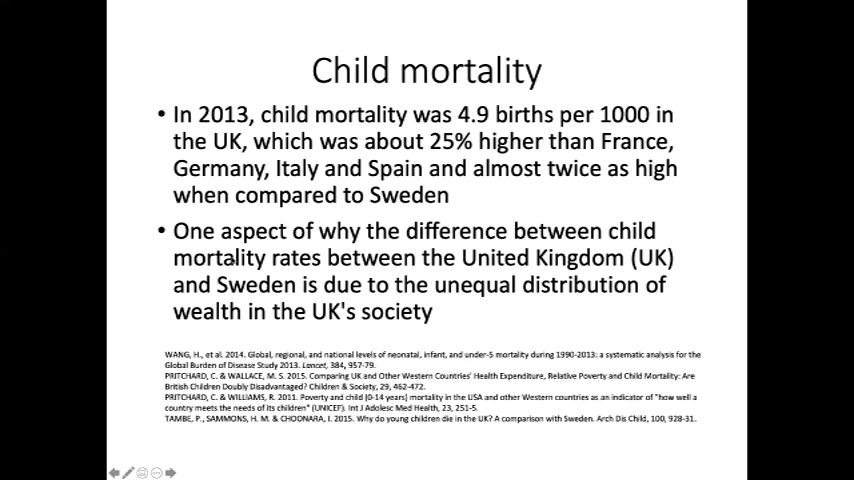 Child mortality
• In 2013, child mortality was 4.9 births per 1000 in
the UK, which was about 25% higher than France,
Germany, Italy and Spain and almost twice as high
when compared to Sweden
• One aspect of why the difference between child
mortality rates between the United Kingdom (UK)
and Sweden is due to the unequal distribution of
wealth in the UK's society
WANG, H., et al. 2014. Global, regional, and national levels of neonatal, infant, and under-5 mortality during 1990-2013: a systematic analysis for the
Global Burden of Disease Study 2013. Lancet, 384, 957-79.
PRITCHARD, C. & WALLACE, M. S. 2015. Comparing UK and Other Western Countries' Health Expenditure, Relative Poverty and Child Mortality: Are
British Children Doubly Disadvantaged? Children & Society, 29, 462-472.
PRITCHARD, C. & WILLIAMS, R. 2011. Poverty and child (0-14 years) mortality in the USA and other Western countries as an indicator of "how well a
country meets the needs of its children" (UNICEF). Int J Adolesc Med Health, 23, 251-5.
TAMBE, P., SAMMONS, H. M. & CHOONARA, I. 2015. Why do young children die in the UK? A comparison with Sweden. Arch Dis Child, 100, 928-31.